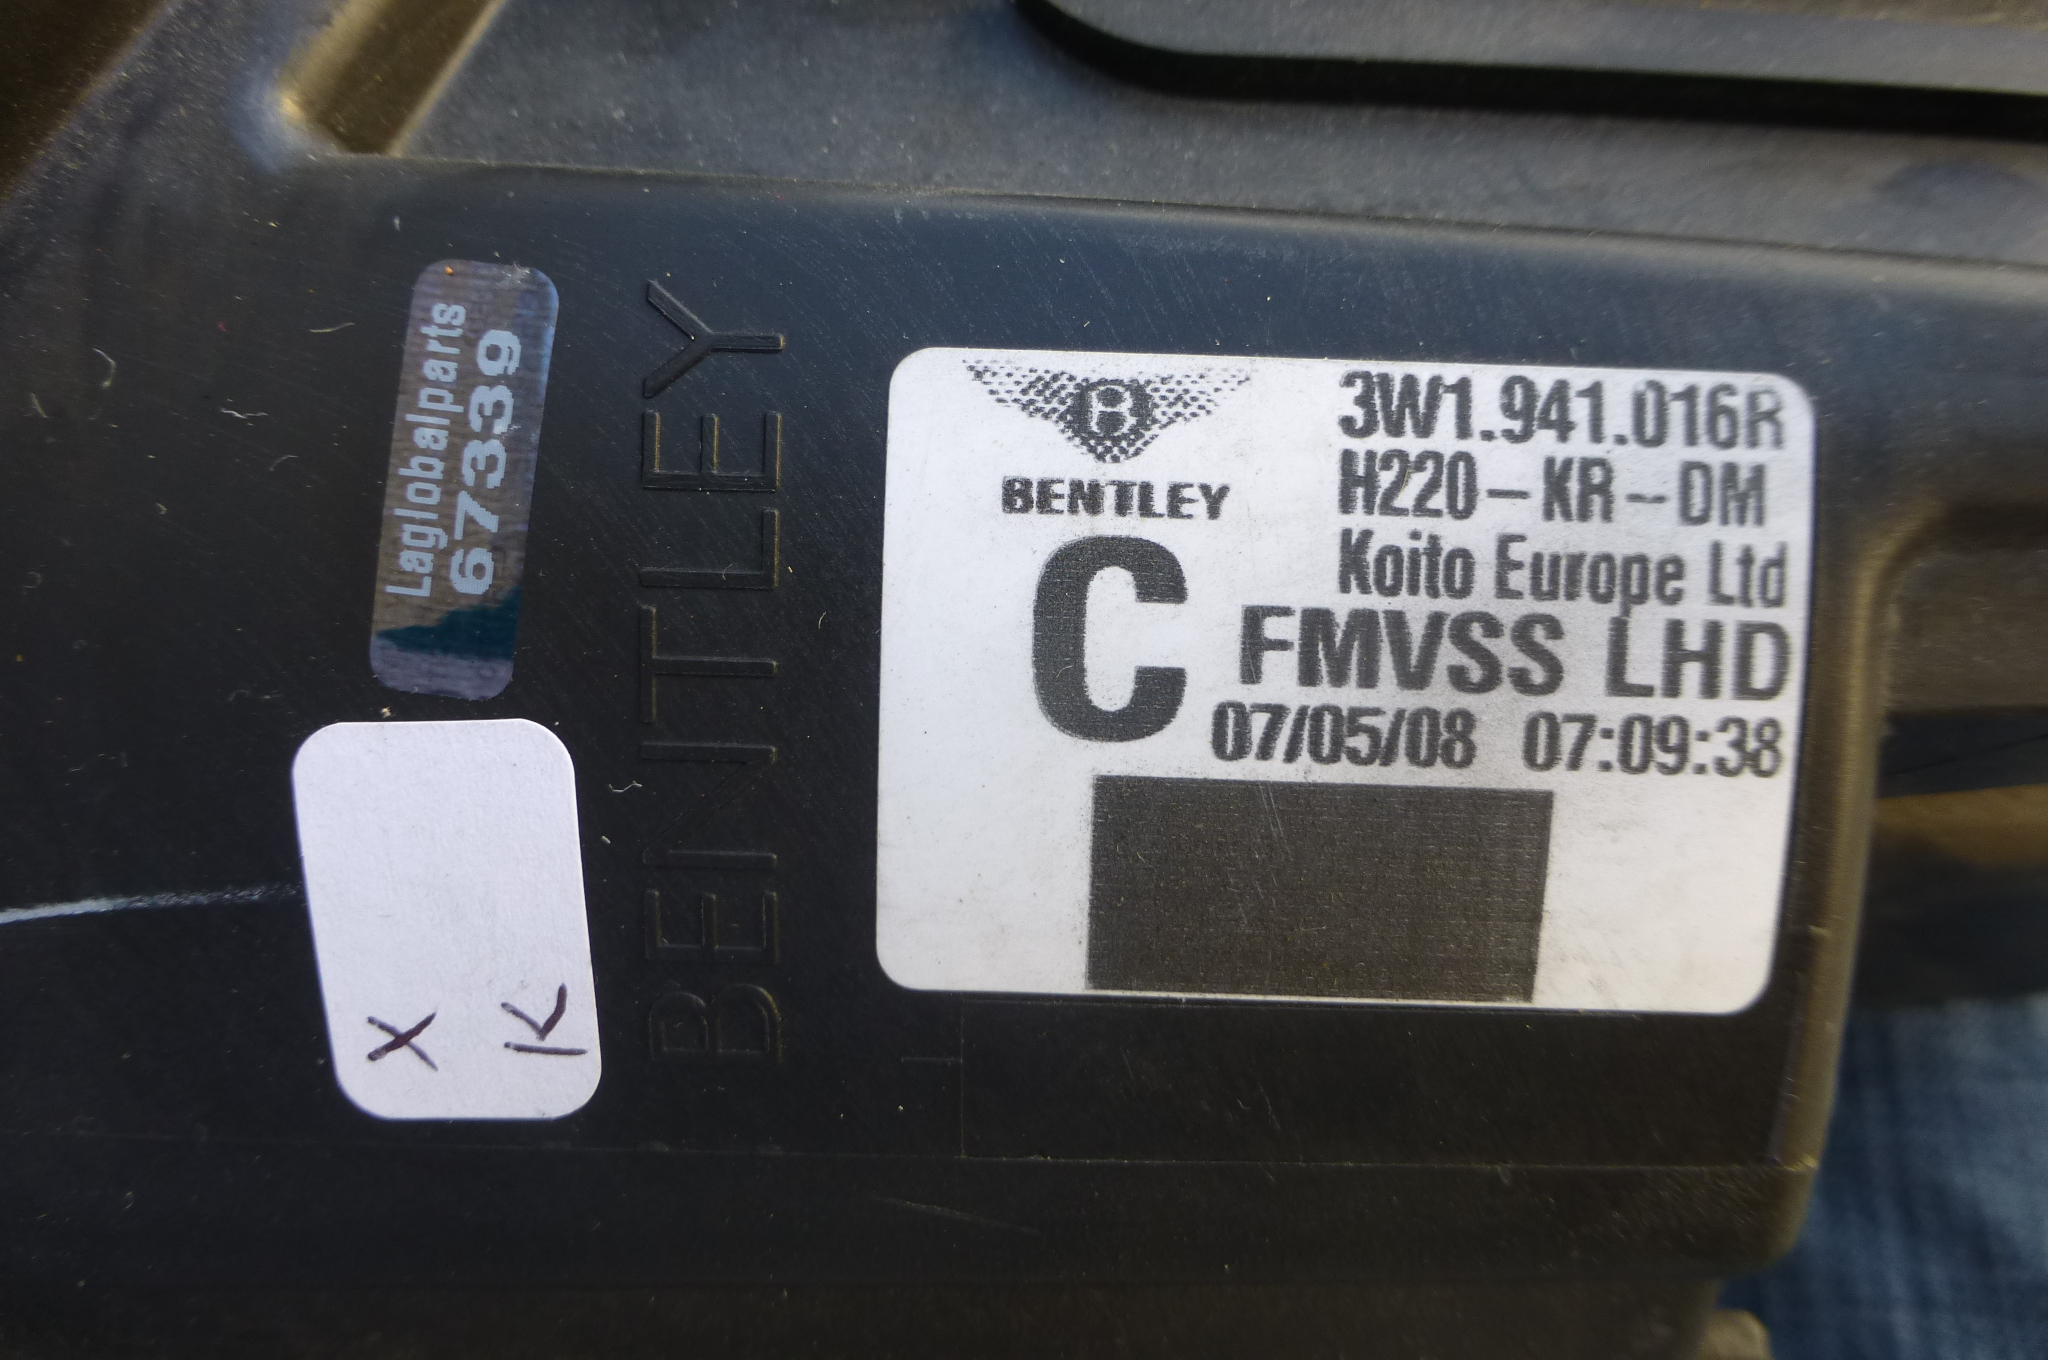 Laglobalparts
67339
BENTLEY
X
K
BENTLEY
C
3W1.941.016R
H220-KR-DM
Koito Europe Ltd
FMVSS LHD
07/05/08 07:09:38